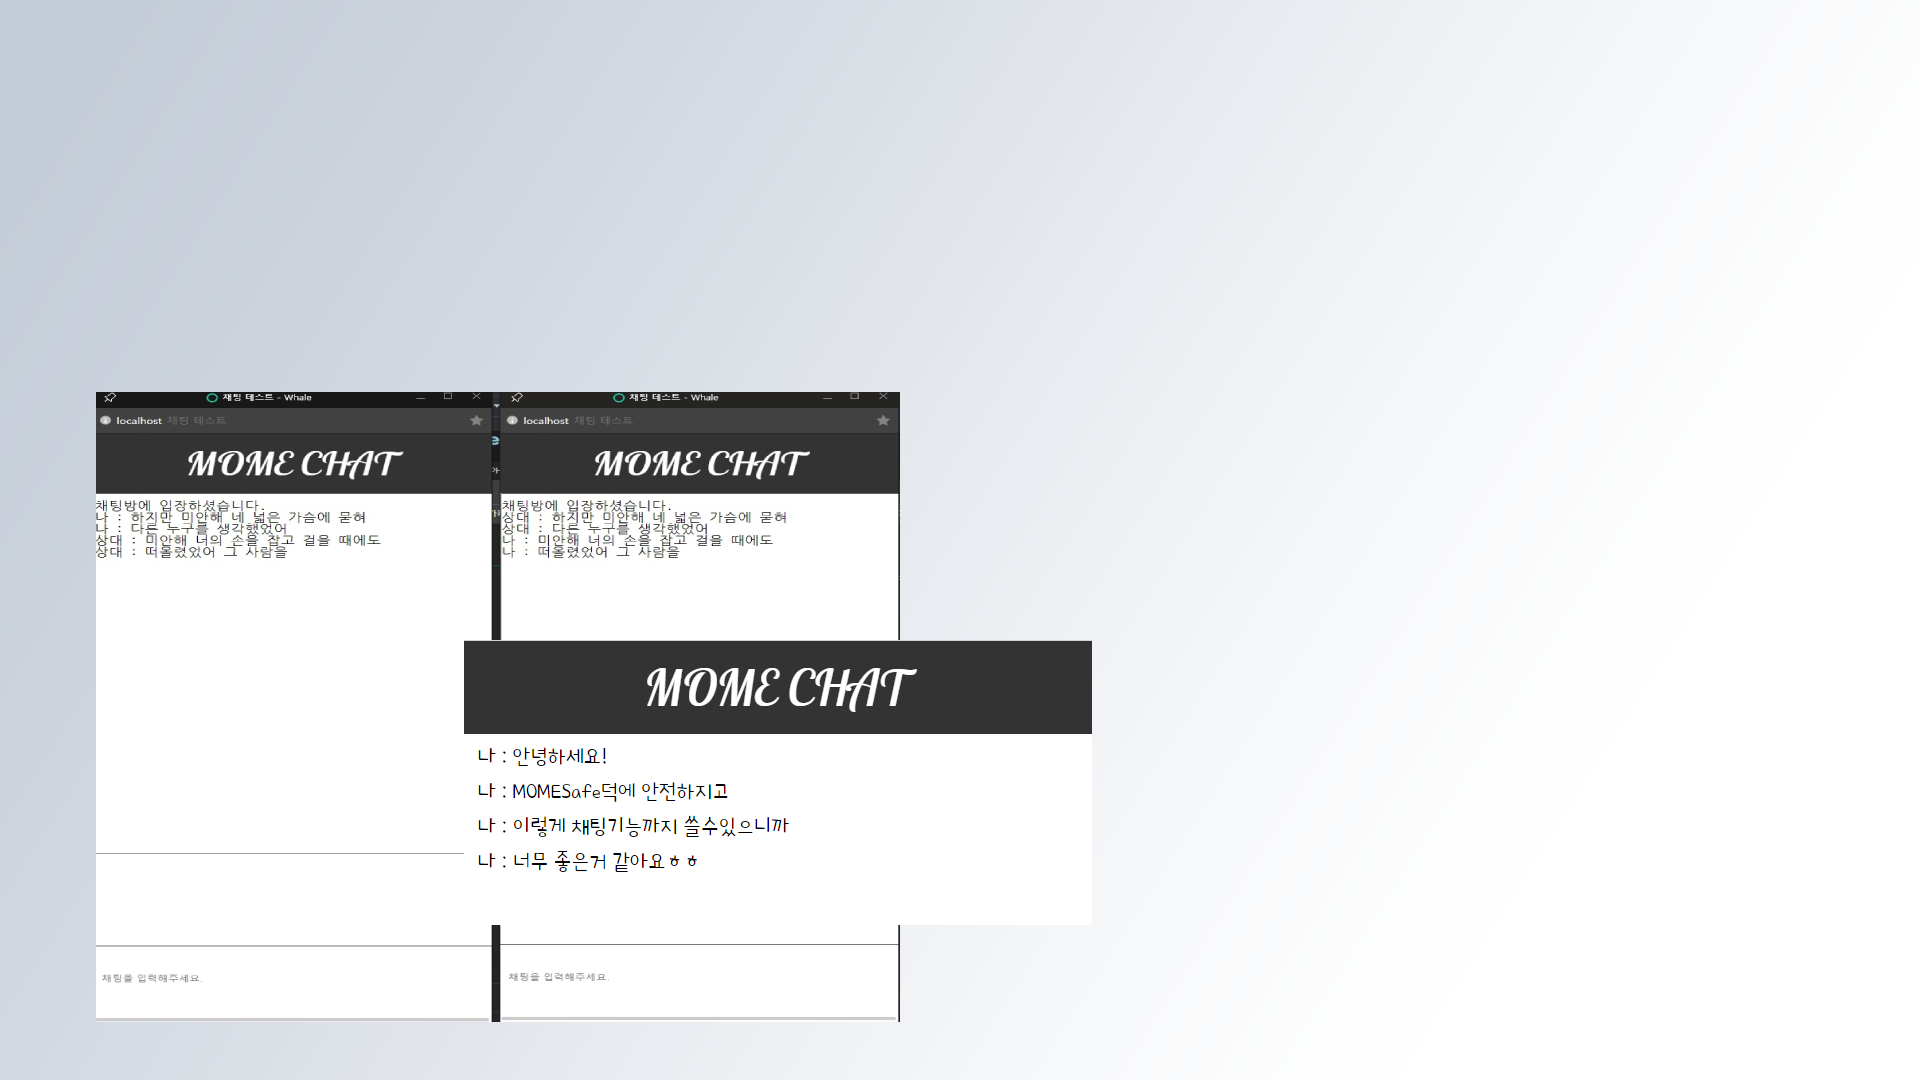 채팅 테스트 - Whale
localhost 채팅 테스트
MOME CHAT
채팅방에 입장하셨습니다.
나 : 하지만 미안해 네 넓은 가슴에 묻혀
나 : 다른 누구를 생각했었어
상대 : 미안해 너의 손을 잡고 걸을 때에도
상대 : 떠올렸었어 그 사람을
채팅을 입력해주세요.
채팅 테스트 - Whale
localhost 채팅 테스트
MOME CHAT
채팅방에 입장하셨습니다.
상대 : 하지만 미안해 네 넓은 가슴에 묻혀
상대 : 다른 누구를 생각했었어
나 : 미안해 너의 손을 잡고 걸을 때에도
나 : 떠올렸었어 그 사람을
채팅을 입력해주세요.
MOME CHAT
나 : 안녕하세요!
나 : MOMESafe덕에 안전하지고
나 : 이렇게 채팅기능까지 쓸수있으니까
나 : 너무 좋은거 같아요ㅎㅎ